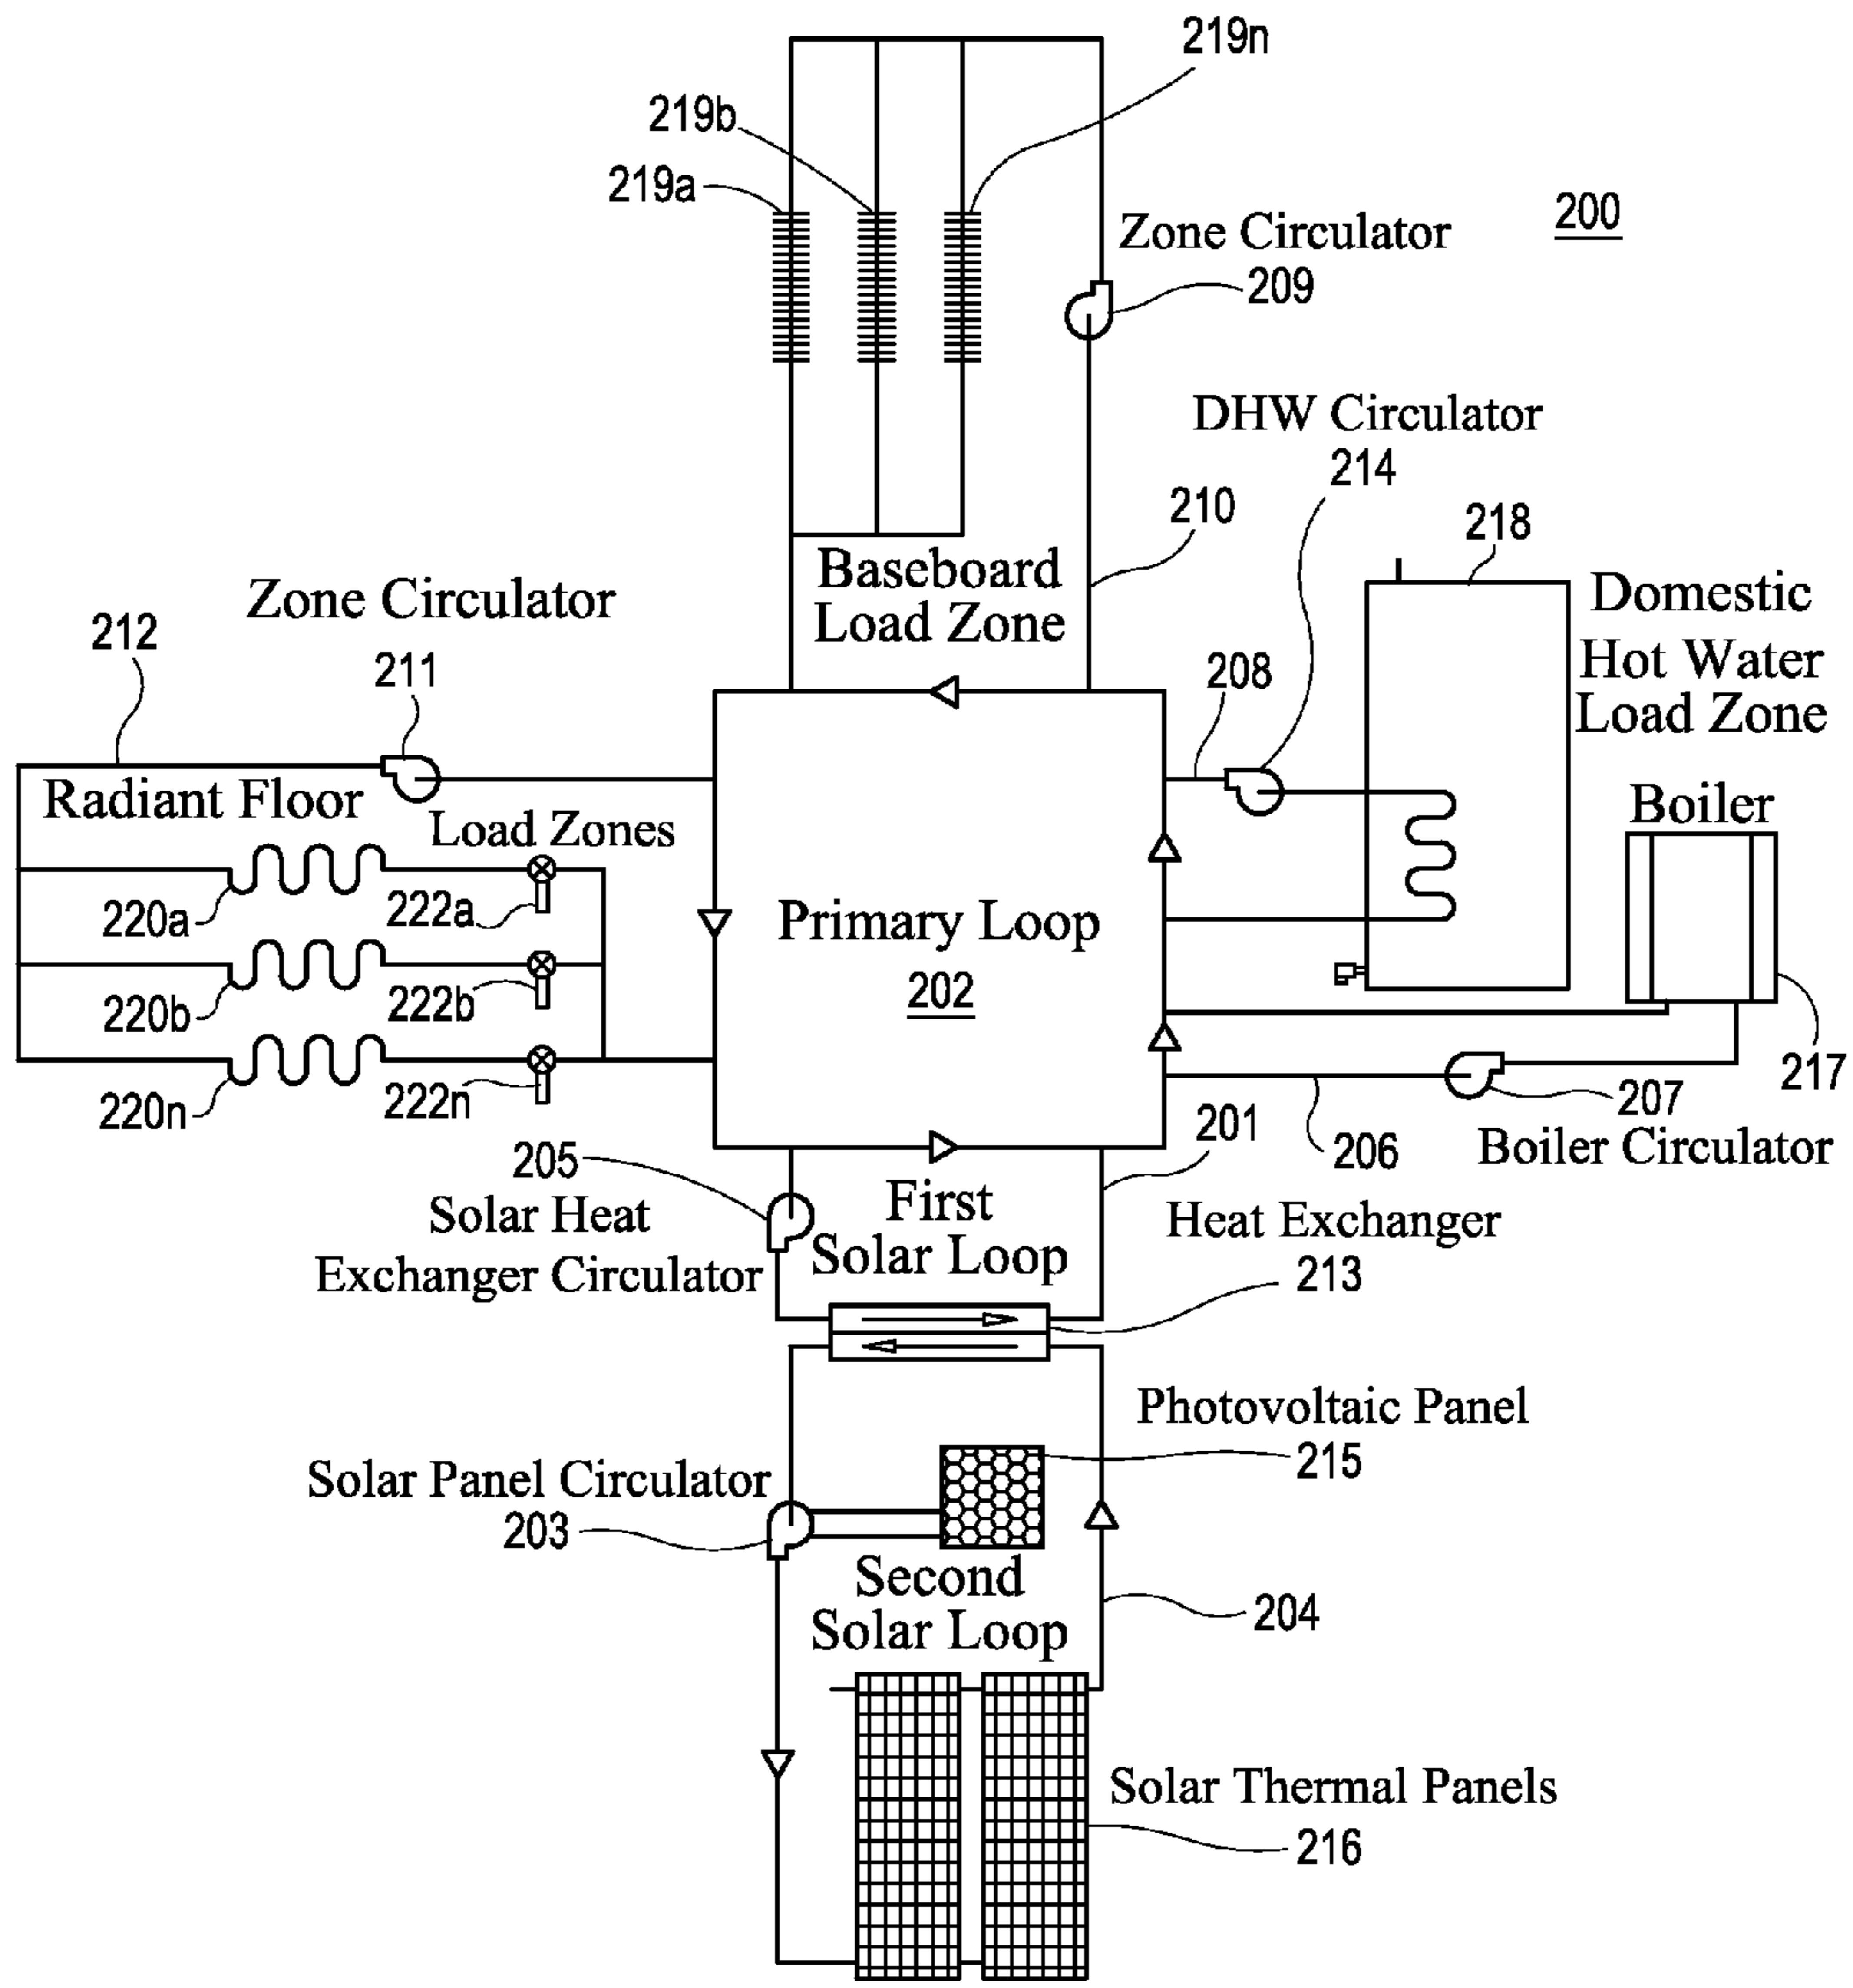 219n
219b
219a
200
Zone Circulator
209
DHW Circulator
214
210
218
Baseboard
Load Zone
Domestic
Hot Water
Load Zone
Zone Circulator
212
211
208
Radiant Floor
Load Zones
Boiler
220a
222a
Primary Loop
202
220b
222b
220n
222n
217
207
Boiler Circulator
206
201
205
Solar Heat
Exchanger Circulator
First
Solar Loop
Heat Exchanger
213
Photovoltaic Panel
215
Solar Panel Circulator
203
Second
Solar Loop
204
Solar Thermal Panels
216